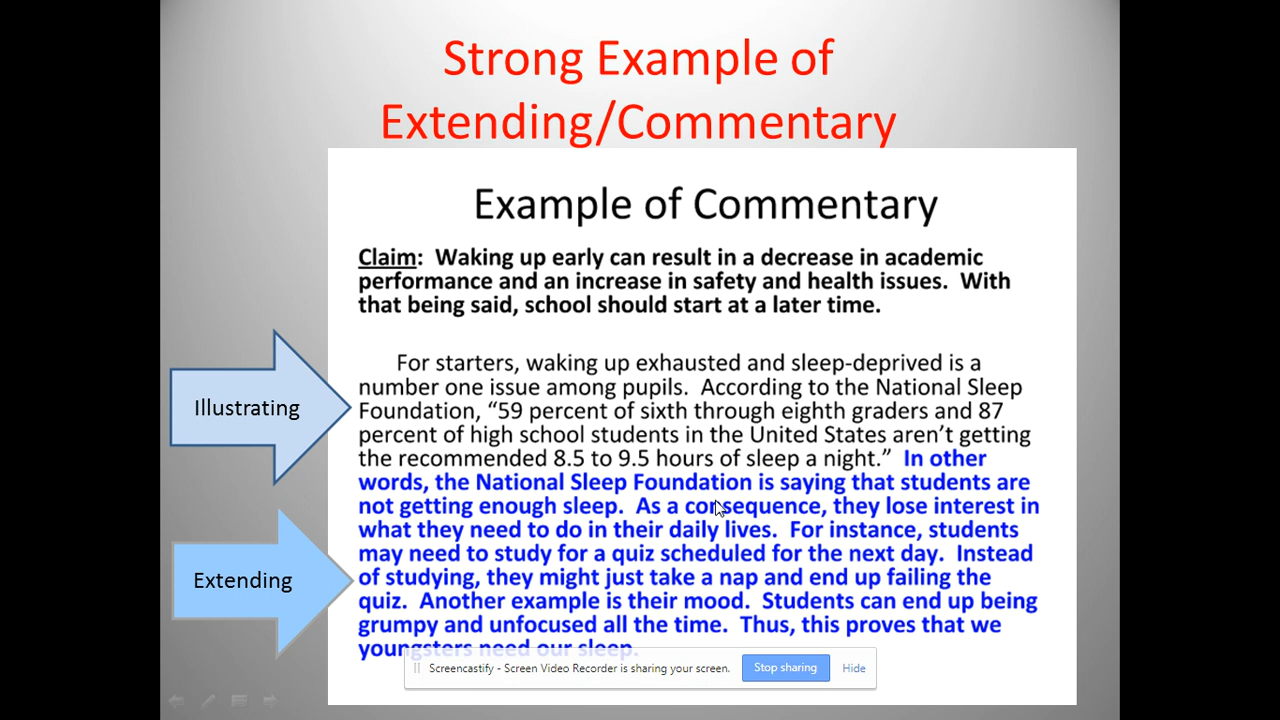 Strong Example of
Extending/Commentary
Example of Commentary
Claim:  Waking up early can result in a decrease in academic
performance and an increase in safety and health issues.  With
that being said, school should start at a later time.
Illustrating
For starters, waking up exhausted and sleep-deprived is a
number one issue among pupils.  According to the National Sleep
Foundation, “59 percent of sixth through eighth graders and 87
percent of high school students in the United States aren’t getting
the recommended 8.5 to 9.5 hours of sleep a night.”  In other
words, the National Sleep Foundation is saying that students are
not getting enough sleep.  As a consequence, they lose interest in
what they need to do in their daily lives.  For instance, students
may need to study for a quiz scheduled for the next day.  Instead
of studying, they might just take a nap and end up failing the
quiz.  Another example is their mood.  Students can end up being
grumpy and unfocused all the time.  Thus, this proves that we
youngsters need our sleep.
Extending
Screencastify - Screen Video Recorder is sharing your screen.
Stop sharing
Hide